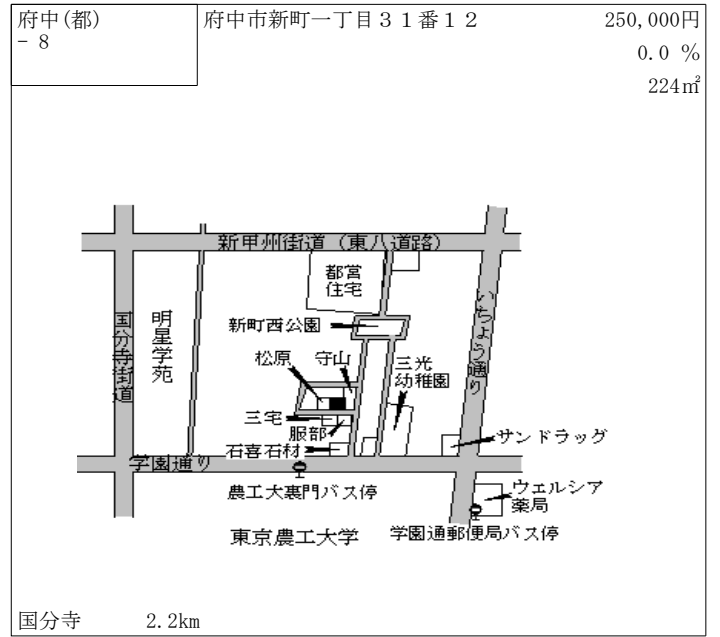 府中(都)
- 8
府中市新町一丁目３１番１２
250,000円
0.0 %
224㎡
新甲州街道（東八道路）
都営
住宅
いちょう通り
国分寺街道
明星学苑
新町西公園
松原
守山
三光
幼稚園
三宅
服部
石喜石材
サンドラッグ
学園通り
農工大裏門バス停
ウェルシア
薬局
東京農工大学
学園通郵便局バス停
国分寺
2.2km